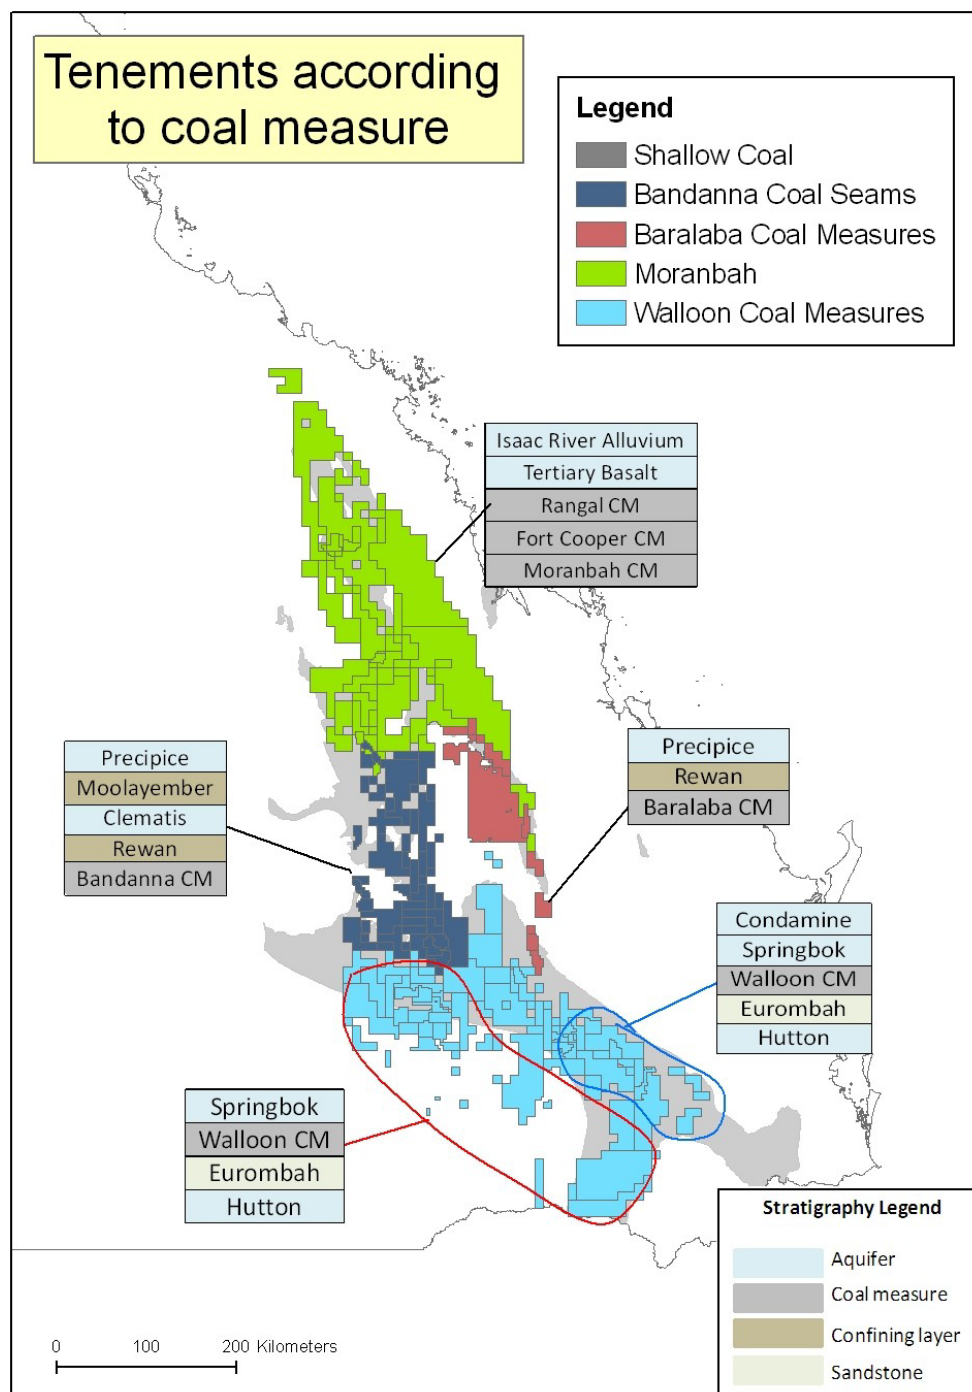 Tenements according
to coal measure
Legend
Shallow Coal
Bandanna Coal Seams
Baralaba Coal Measures
Moranbah
Walloon Coal Measures
Isaac River Alluvium
Tertiary Basalt
Rangal CM
Fort Cooper CM
Moranbah CM
Precipice
Moolayember
Clematis
Rewan
Bandanna CM
Precipice
Rewan
Baralaba CM
Condamine
Springbok
Walloon CM
Eurombah
Hutton
Springbok
Walloon CM
Eurombah
Hutton
Stratigraphy Legend
Aquifer
Coal measure
Confining layer
Sandstone
0 100 200 Kilometers